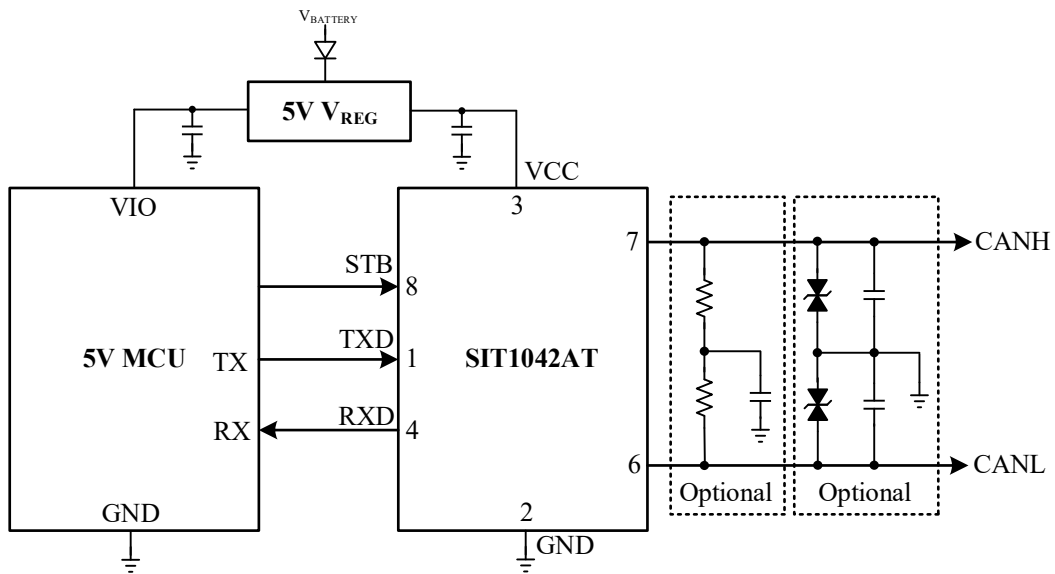 VBATTERY
5V VREG
VCC
VIO
3
7
CANH
STB
8
TXD
5V MCU
TX
1
SIT1042AT
RXD
RX
4
6
CANL
Optional
Optional
GND
2
GND